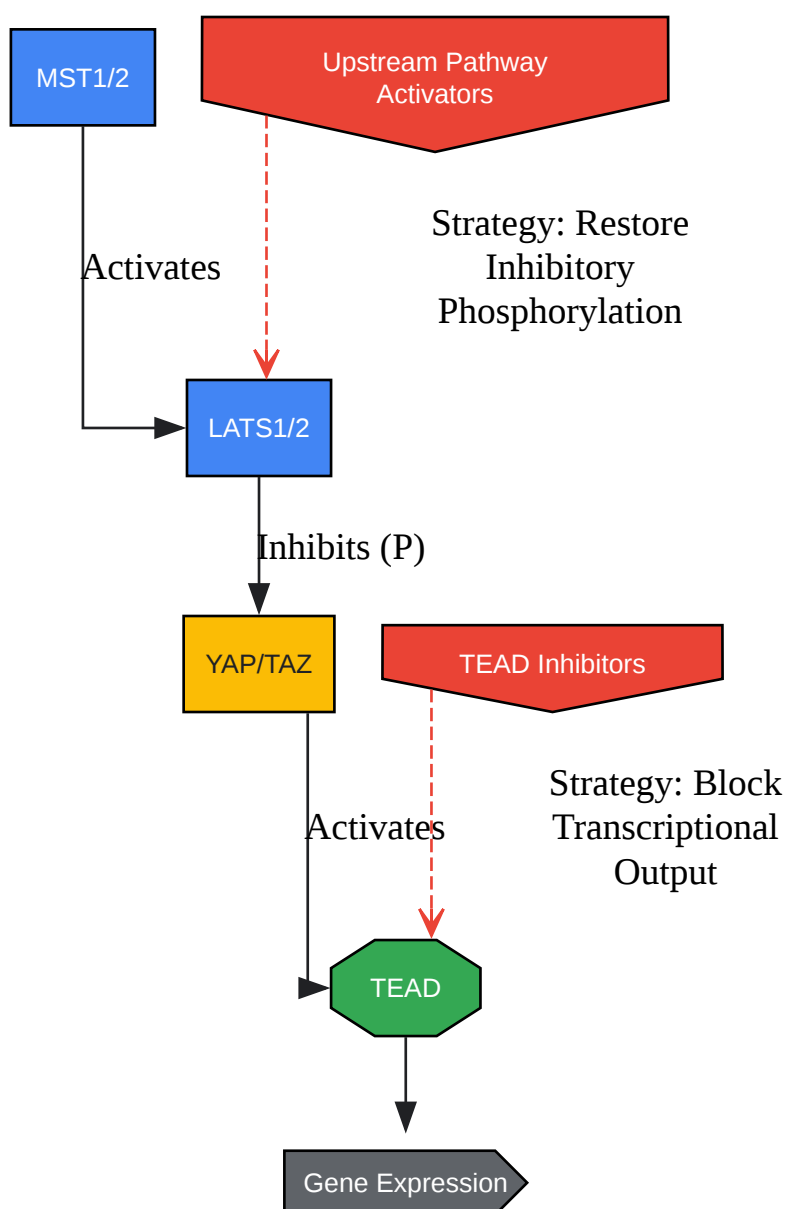 MST1/2
Upstream Pathway
Activators
Strategy: Restore
Inhibitory
Phosphorylation
Activates
LATS1/2
Inhibits (P)
YAP/TAZ
TEAD Inhibitors
Strategy: Block
Transcriptional
Output
Activates
TEAD
Gene Expression